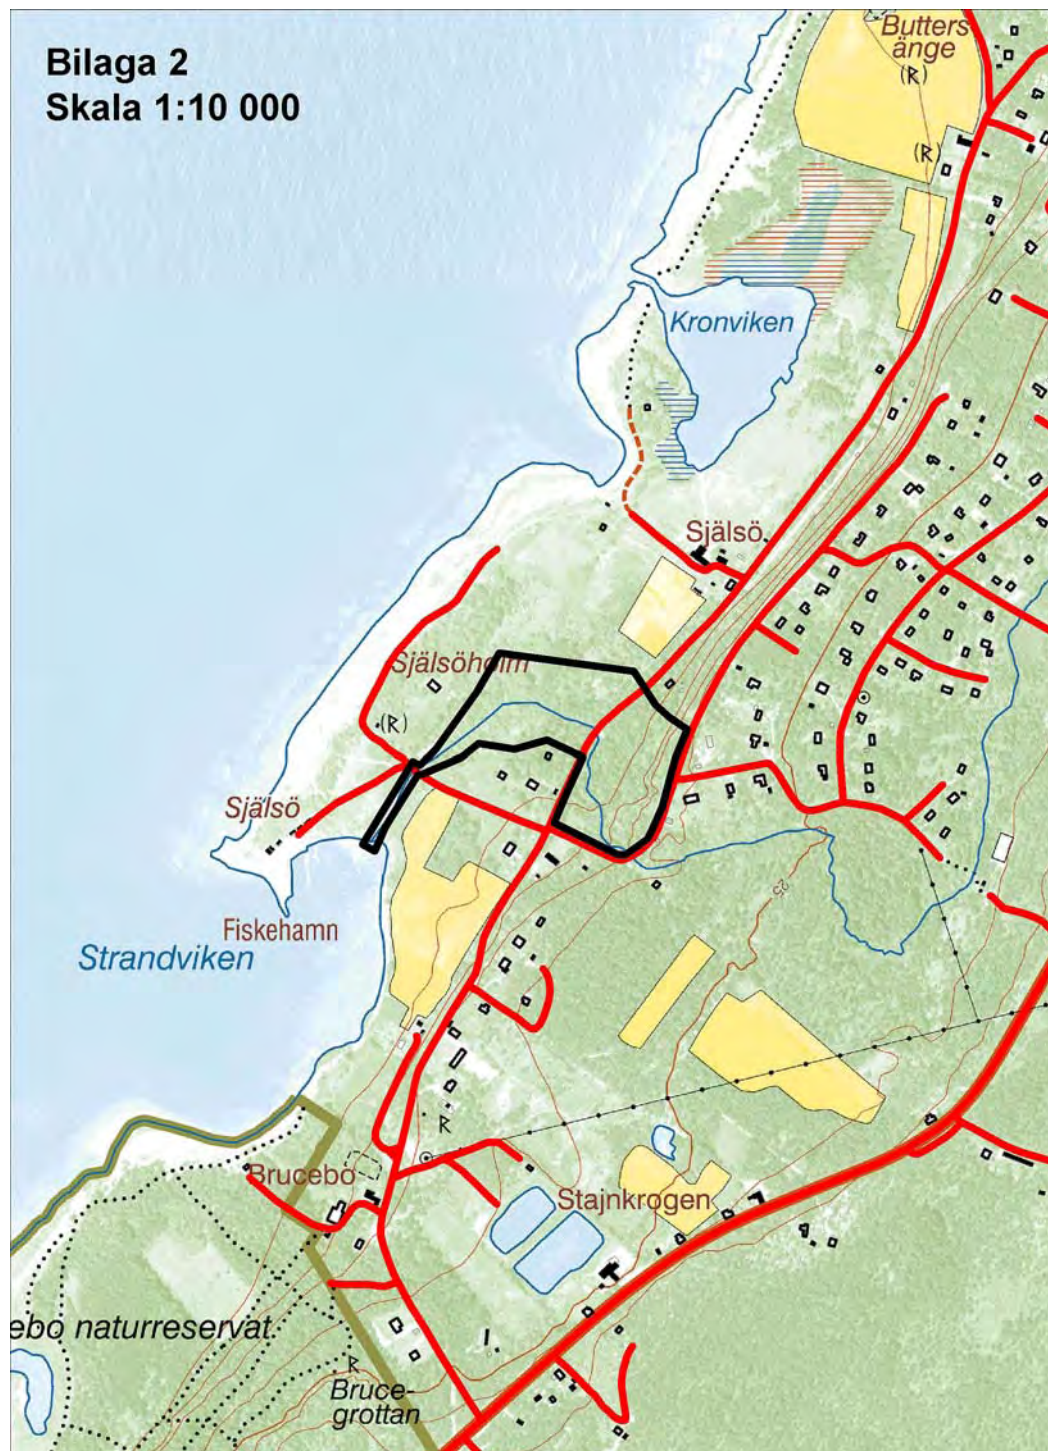 Bilaga 2
Skala 1:10 000
Butters
änge
(R)
(R)
Kronviken
Själsö
Själsöholm
(R)
Själsö
Fiskehamn
Strandviken
25
R
Brucebo
Stajnkrogen
ebo naturreservat
R
Bruce-
grottan